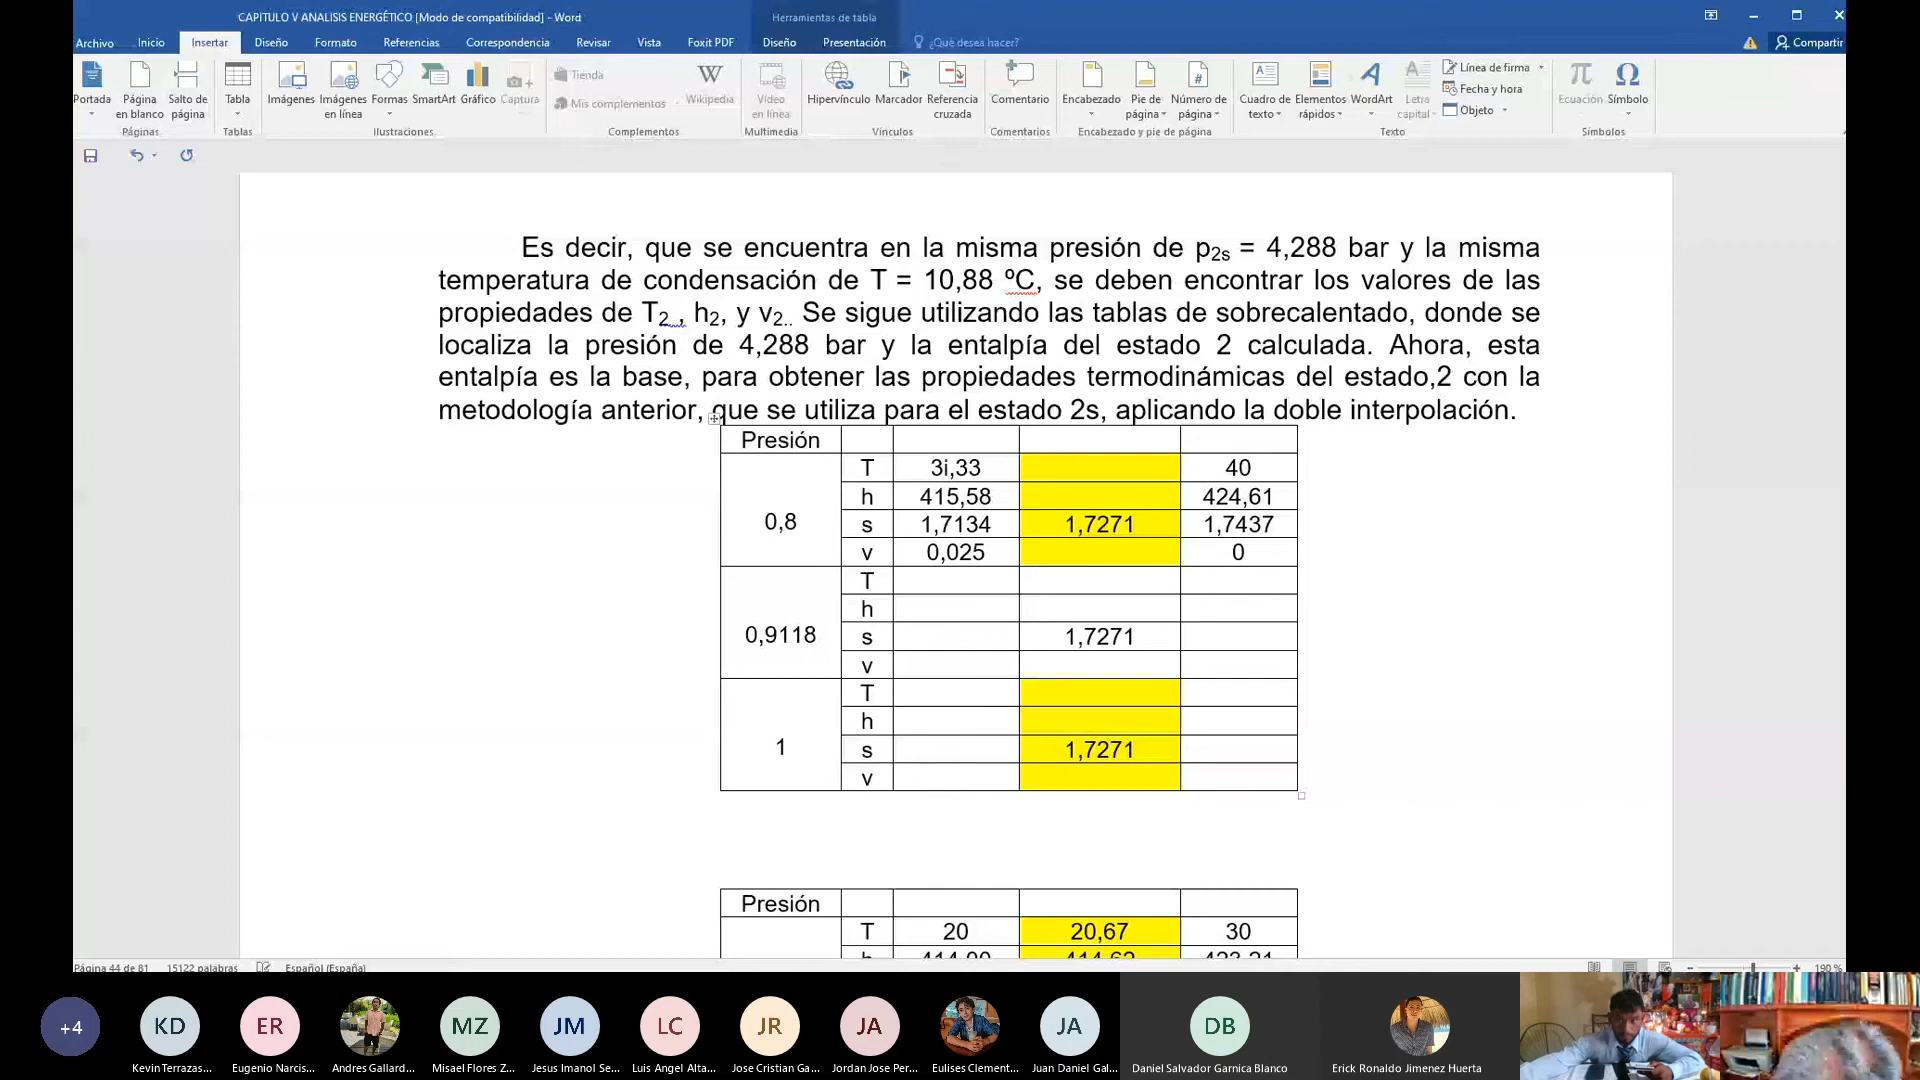 CAPITULO V ANALISIS ENERGÉTICO [Modo de compatibilidad] - Word
Herramientas de tabla
Archivo Inicio Insertar Diseño Formato Referencias Correspondencia Revisar Vista Foxit PDF Diseño Presentación ¿Qué desea hacer? Compartir
Portada
Página en blanco
Salto de página
Tabla
Imágenes
Imágenes en línea
Formas
SmartArt
Gráfico
Captura
Tienda
Mis complementos
Wikipedia
Vídeo en línea
Hipervínculo
Marcador
Referencia cruzada
Comentario
Encabezado
Pie de página
Número de página
Cuadro de texto
Elementos rápidos
WordArt
Letra capital
Línea de firma
Fecha y hora
Objeto
Ecuación
Símbolo
Páginas Tablas Ilustraciones Complementos Multimedia Vínculos Comentarios Encabezado y pie de página Texto Símbolos
Es decir, que se encuentra en la misma presión de p2s = 4,288 bar y la misma
temperatura de condensación de T = 10,88 ºC, se deben encontrar los valores de las
propiedades de T2 , h2, y v2.. Se sigue utilizando las tablas de sobrecalentado, donde se
localiza la presión de 4,288 bar y la entalpía del estado 2 calculada. Ahora, esta
entalpía es la base, para obtener las propiedades termodinámicas del estado,2 con la
metodología anterior, que se utiliza para el estado 2s, aplicando la doble interpolación.
Presión
0,8
T 3i,33 40
h 415,58 424,61
s 1,7134 1,7271 1,7437
v 0,025 0
0,9118
T
h
s 1,7271
v
1
T
h
s 1,7271
v
Presión
T 20 20,67 30
h 414,00 414,62 423,21
Página 44 de 81 15122 palabras Español (España) 190 %
+4
KD
ER
MZ
JM
LC
JR
JA
JA
DB
Kevin Terrazas...
Eugenio Narcis...
Andres Gallard...
Misael Flores Z...
Jesus Imanol Se...
Luis Angel Alta...
Jose Cristian Ga...
Jordan Jose Per...
Eulises Clement...
Juan Daniel Gal...
Daniel Salvador Garnica Blanco
Erick Ronaldo Jimenez Huerta